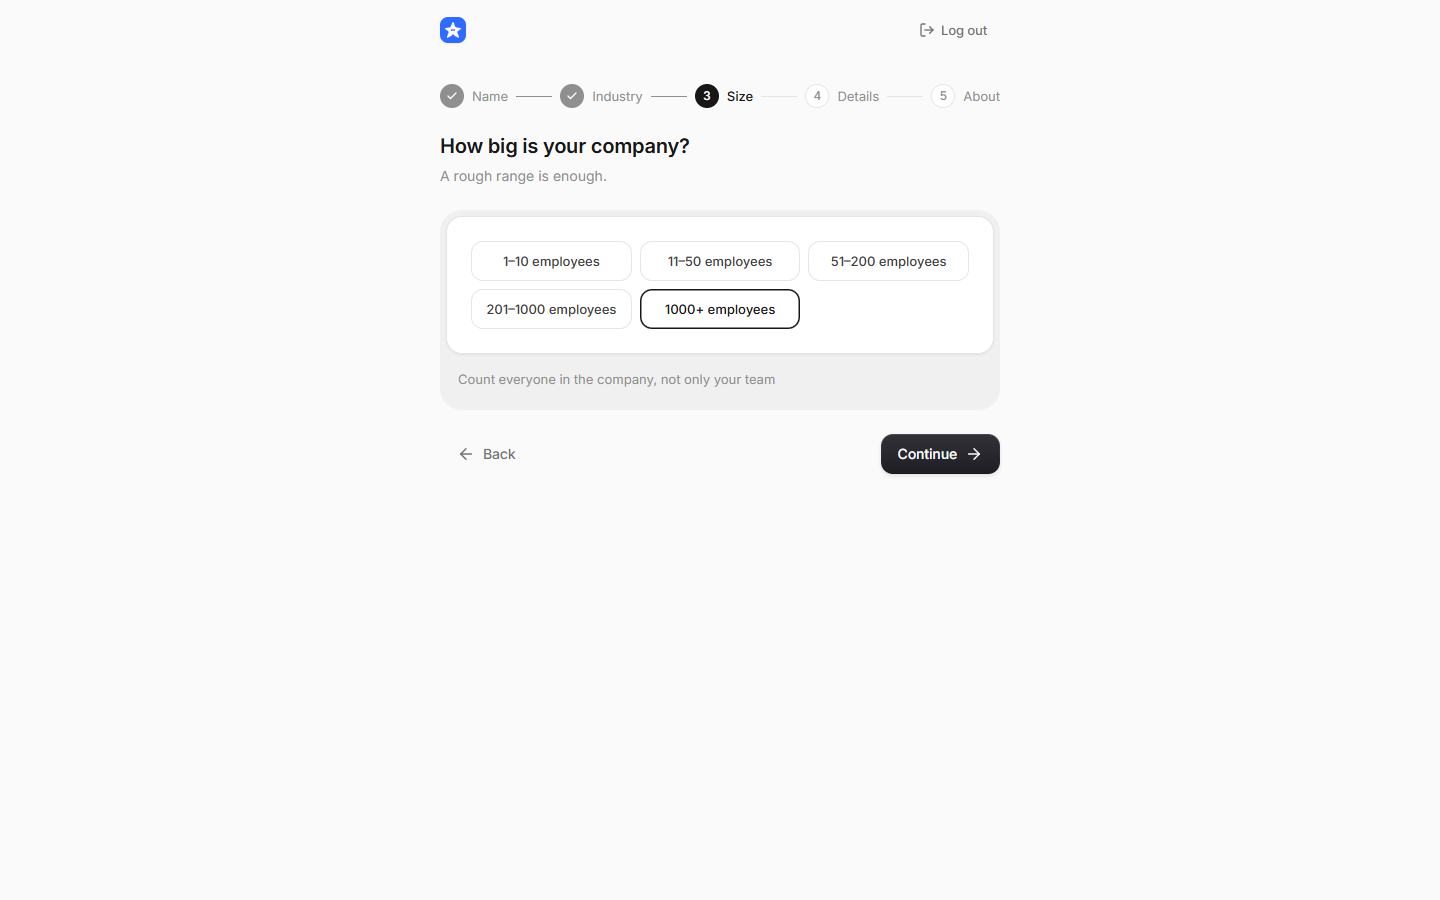 Log out
Name
Industry
3 Size
4 Details
5 About
How big is your company?
A rough range is enough.
1–10 employees
11–50 employees
51–200 employees
201–1000 employees
1000+ employees
Count everyone in the company, not only your team
Back
Continue